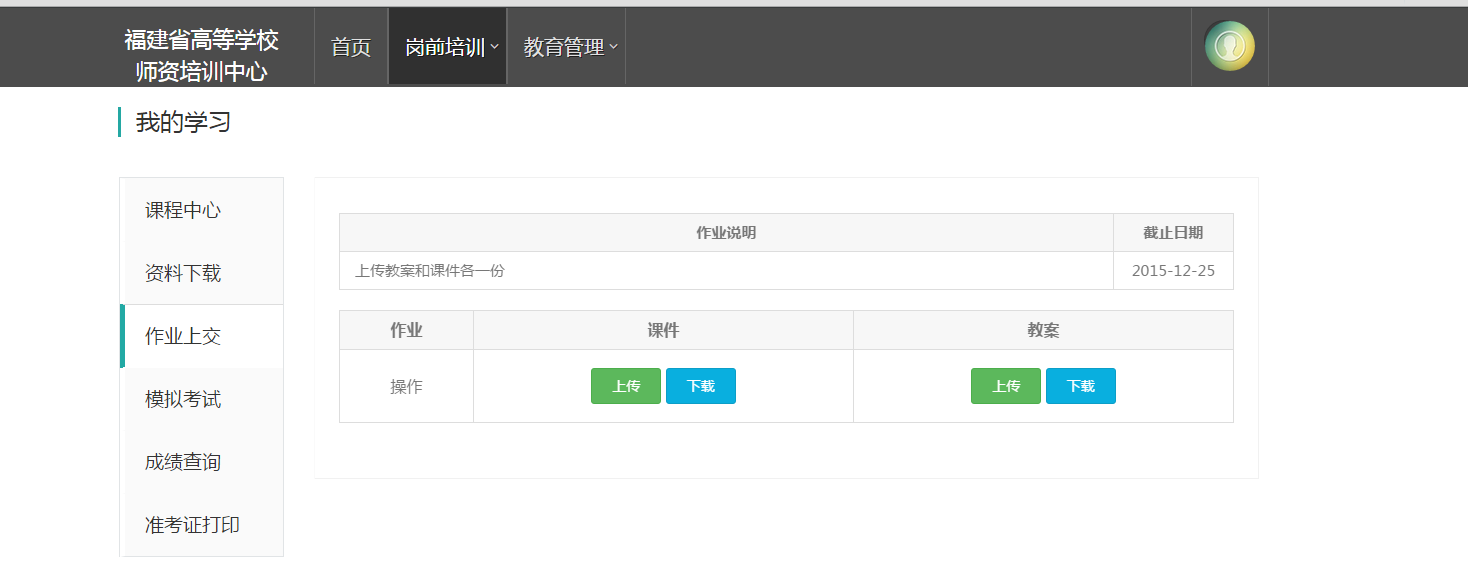 福建省高等学校
师资培训中心
首页
岗前培训
教育管理
我的学习
课程中心
资料下载
作业上交
模拟考试
成绩查询
准考证打印
作业说明 截止日期
上传教案和课件各一份 2015-12-25
作业 课件 教案
操作 上传 下载 上传 下载